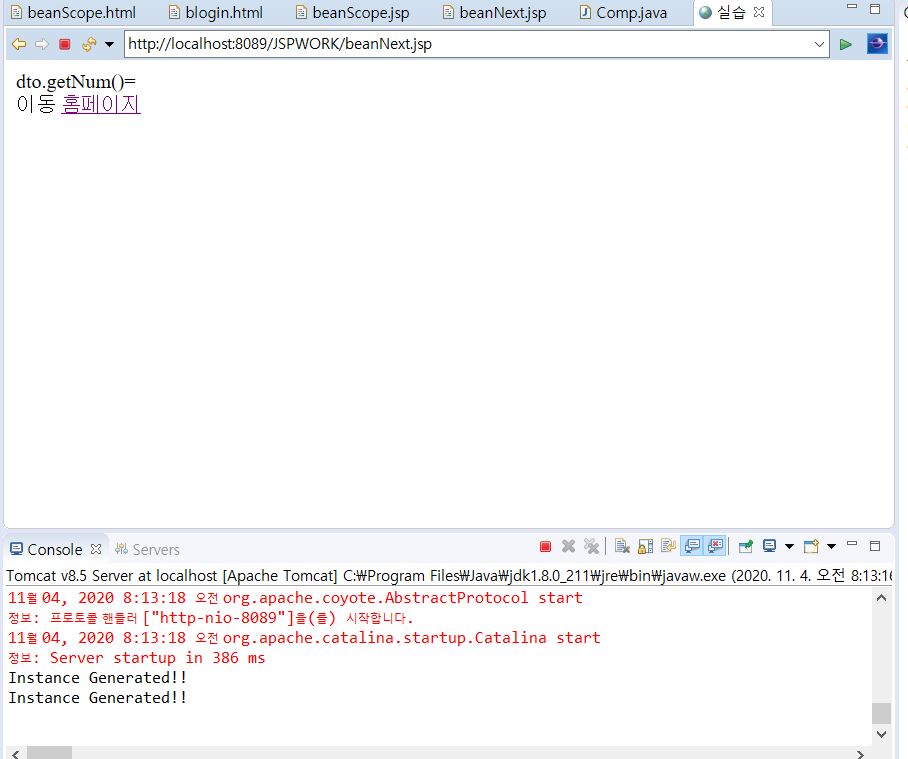 beanScope.html blogin.html beanScope.jsp beanNext.jsp Comp.java 실습
http://localhost:8089/JSPWORK/beanNext.jsp
dto.getNum()=
이동 홈페이지
Console Servers
Tomcat v8.5 Server at localhost [Apache Tomcat] C:₩Program Files₩Java₩jdk1.8.0_211₩jre₩bin₩javaw.exe (2020. 11. 4. 오전 8:13:16
11월 04, 2020 8:13:18 오전 org.apache.coyote.AbstractProtocol start
정보: 프로토콜 핸들러 ["http-nio-8089"]을(를) 시작합니다.
11월 04, 2020 8:13:18 오전 org.apache.catalina.startup.Catalina start
정보: Server startup in 386 ms
Instance Generated!!
Instance Generated!!